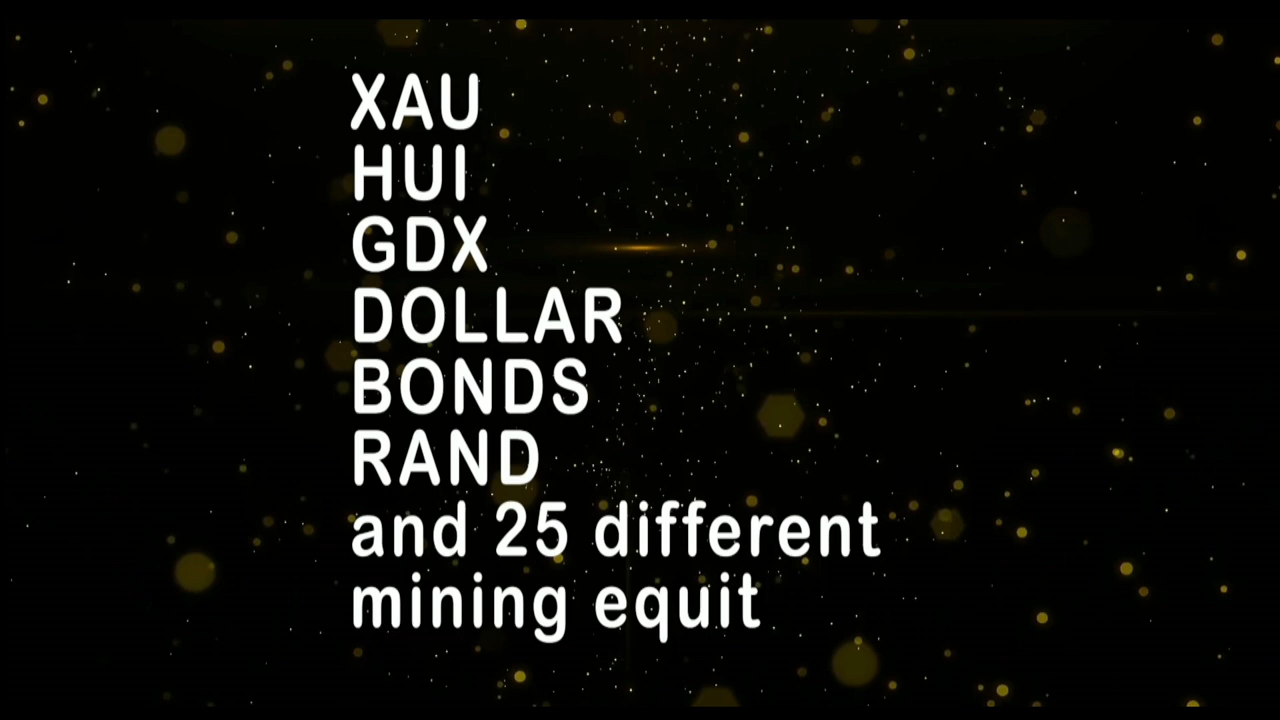 XAU
HUI
GDX
DOLLAR
BONDS
RAND
and 25 different
mining equit